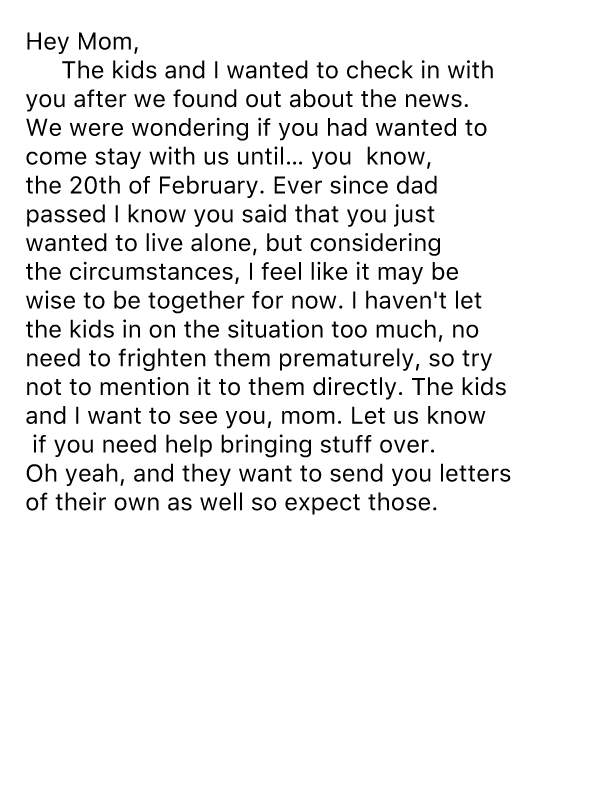 Hey Mom,
The kids and I wanted to check in with
you after we found out about the news.
We were wondering if you had wanted to
come stay with us until... you  know,
the 20th of February. Ever since dad
passed I know you said that you just
wanted to live alone, but considering
the circumstances, I feel like it may be
wise to be together for now. I haven't let
the kids in on the situation too much, no
need to frighten them prematurely, so try
not to mention it to them directly. The kids
and I want to see you, mom. Let us know
if you need help bringing stuff over.
Oh yeah, and they want to send you letters
of their own as well so expect those.